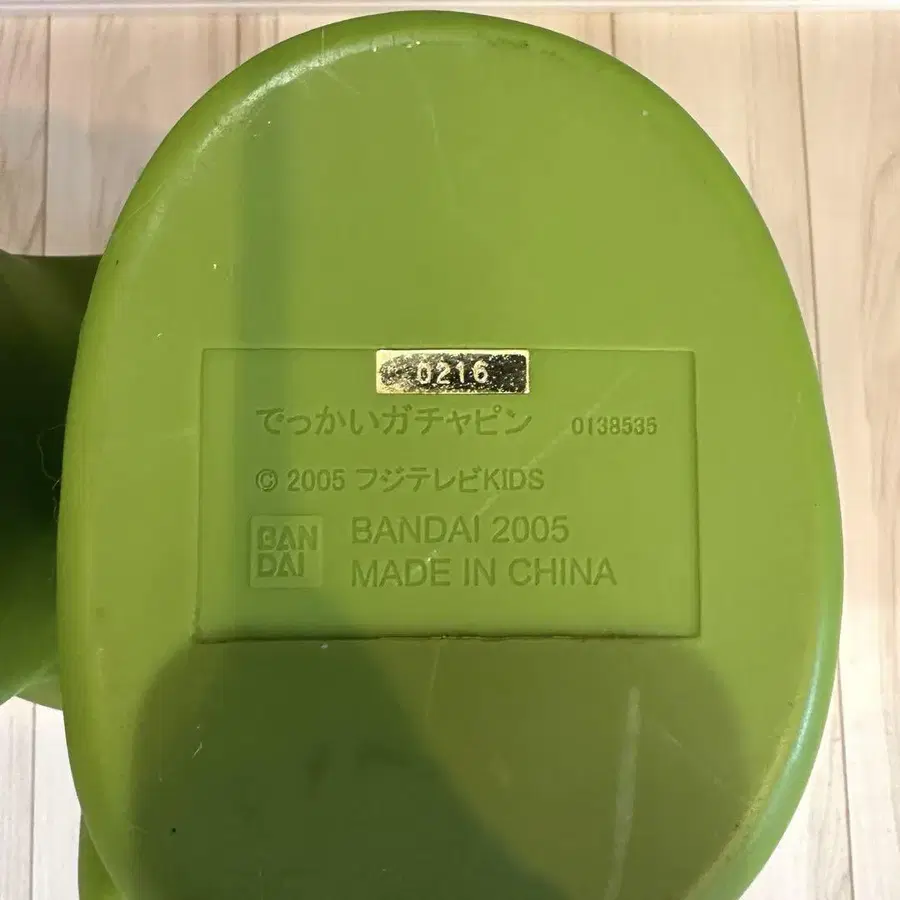 0216
でっかいガチャピン 0138535
© 2005 フジテレビKIDS
BAN
DAI
BANDAI 2005
MADE IN CHINA